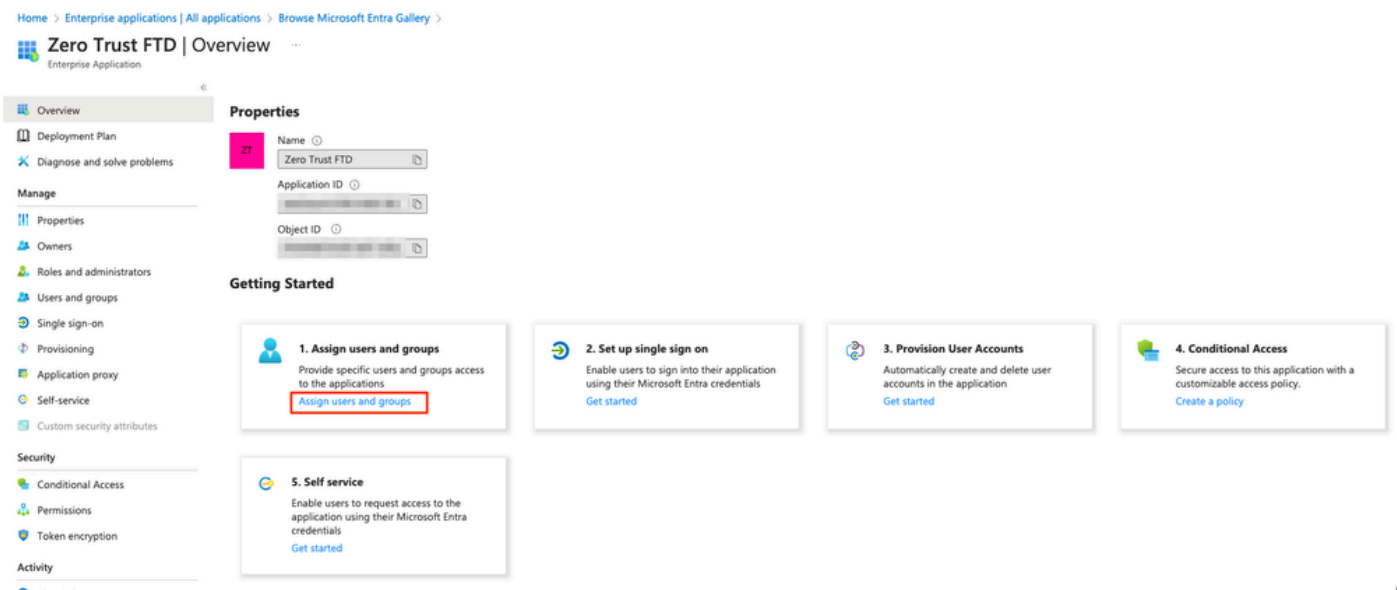 Home > Enterprise applications | All applications > Browse Microsoft Entra Gallery >
Zero Trust FTD | Overview ...
Enterprise Application
«
Overview
Deployment Plan
Diagnose and solve problems
Manage
Properties
Owners
Roles and administrators
Users and groups
Single sign-on
Provisioning
Application proxy
Self-service
Custom security attributes
Security
Conditional Access
Permissions
Token encryption
Activity
Properties
ZT
Name
Zero Trust FTD
Application ID
Object ID
Getting Started
1. Assign users and groups
Provide specific users and groups access
to the applications
Assign users and groups
2. Set up single sign on
Enable users to sign into their application
using their Microsoft Entra credentials
Get started
3. Provision User Accounts
Automatically create and delete user
accounts in the application
Get started
4. Conditional Access
Secure access to this application with a
customizable access policy.
Create a policy
5. Self service
Enable users to request access to the
application using their Microsoft Entra
credentials
Get started